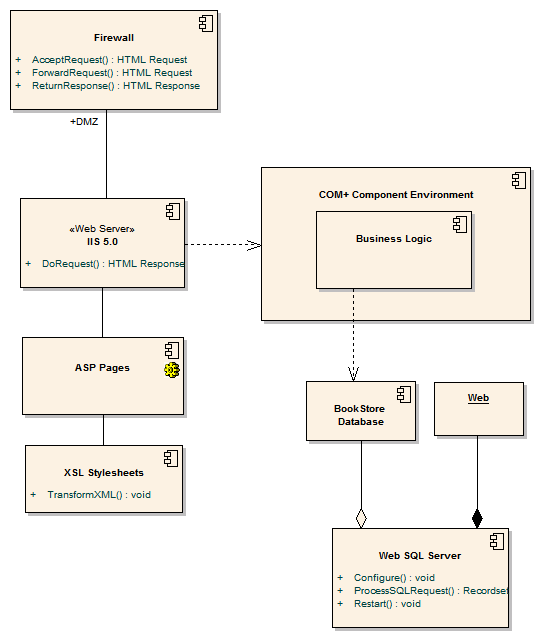 Firewall
+ AcceptRequest() : HTML Request
+ ForwardRequest() : HTML Request
+ ReturnResponse() : HTML Response
+DMZ
«Web Server»
IIS 5.0
+ DoRequest() : HTML Response
COM+ Component Environment
Business Logic
ASP Pages
BookStore
Database
Web
XSL Stylesheets
+ TransformXML() : void
Web SQL Server
+ Configure() : void
+ ProcessSQLRequest() : Recordset
+ Restart() : void